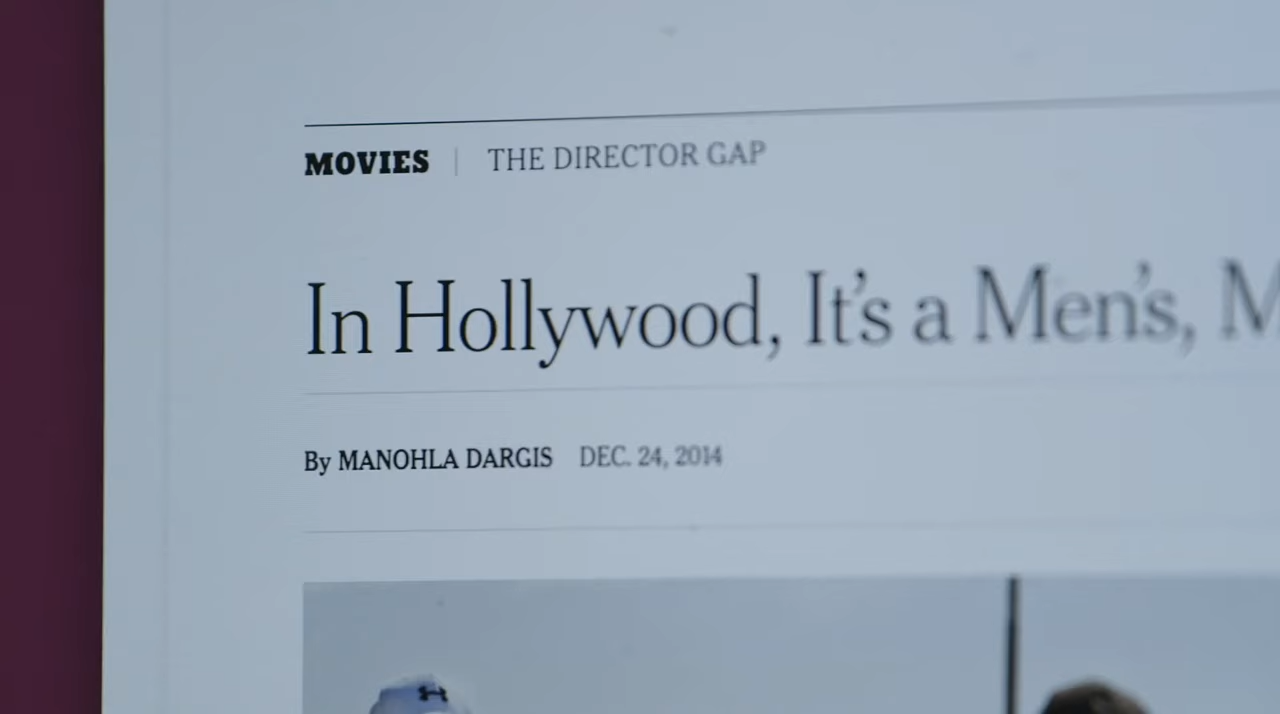 MOVIES | THE DIRECTOR GAP
In Hollywood, It's a Men's, M
By MANOHLA DARGIS DEC. 24, 2014